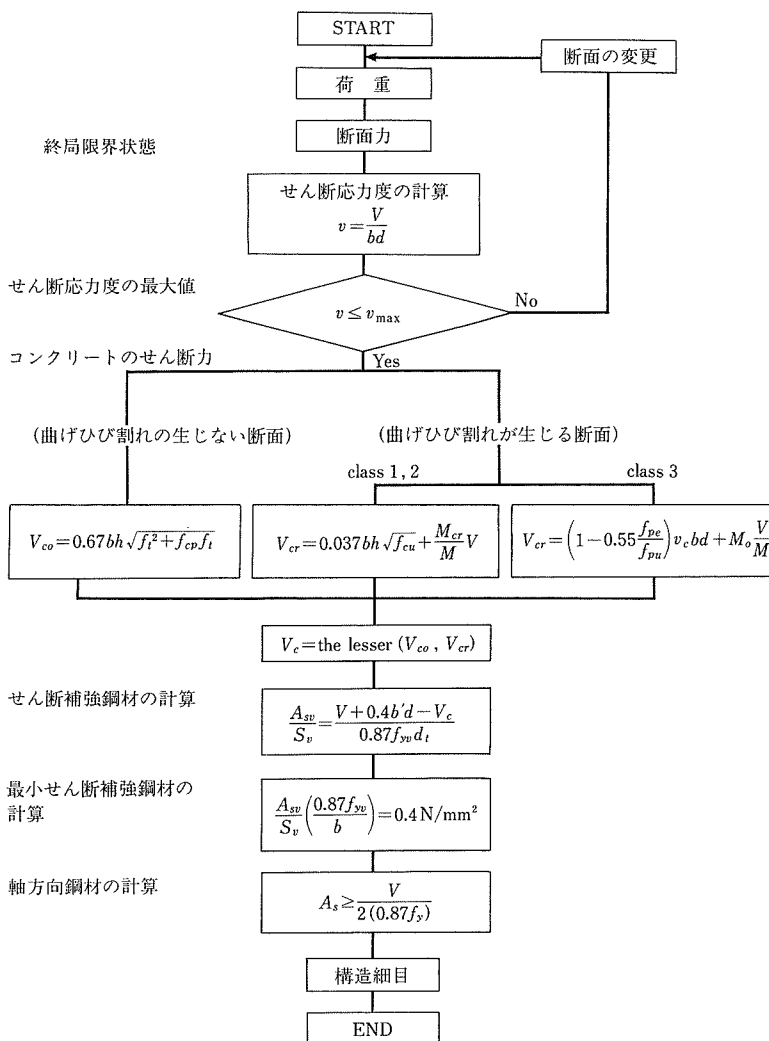 START
断面の変更
荷 重
断面力
終局限界状態
せん断応力度の計算
v=V/bd
せん断応力度の最大値
v≤v_max
No
コンクリートのせん断力
Yes
(曲げひび割れの生じない断面)
(曲げひび割れが生じる断面)
class 1, 2
class 3
V_co=0.67bh√(f_t²+f_cp f_t)
V_cr=0.037bh√f_cu+(M_cr/M)V
V_cr=(1−0.55 f_pe/f_pu)v_c bd+M_o V/M
V_c=the lesser (V_co, V_cr)
せん断補強鋼材の計算
A_sv/S_v=(V+0.4b'd−V_c)/(0.87f_yv d_t)
最小せん断補強鋼材の
計算
A_sv/S_v(0.87f_yv/b)=0.4 N/mm²
軸方向鋼材の計算
A_s≥V/2(0.87f_y)
構造細目
END